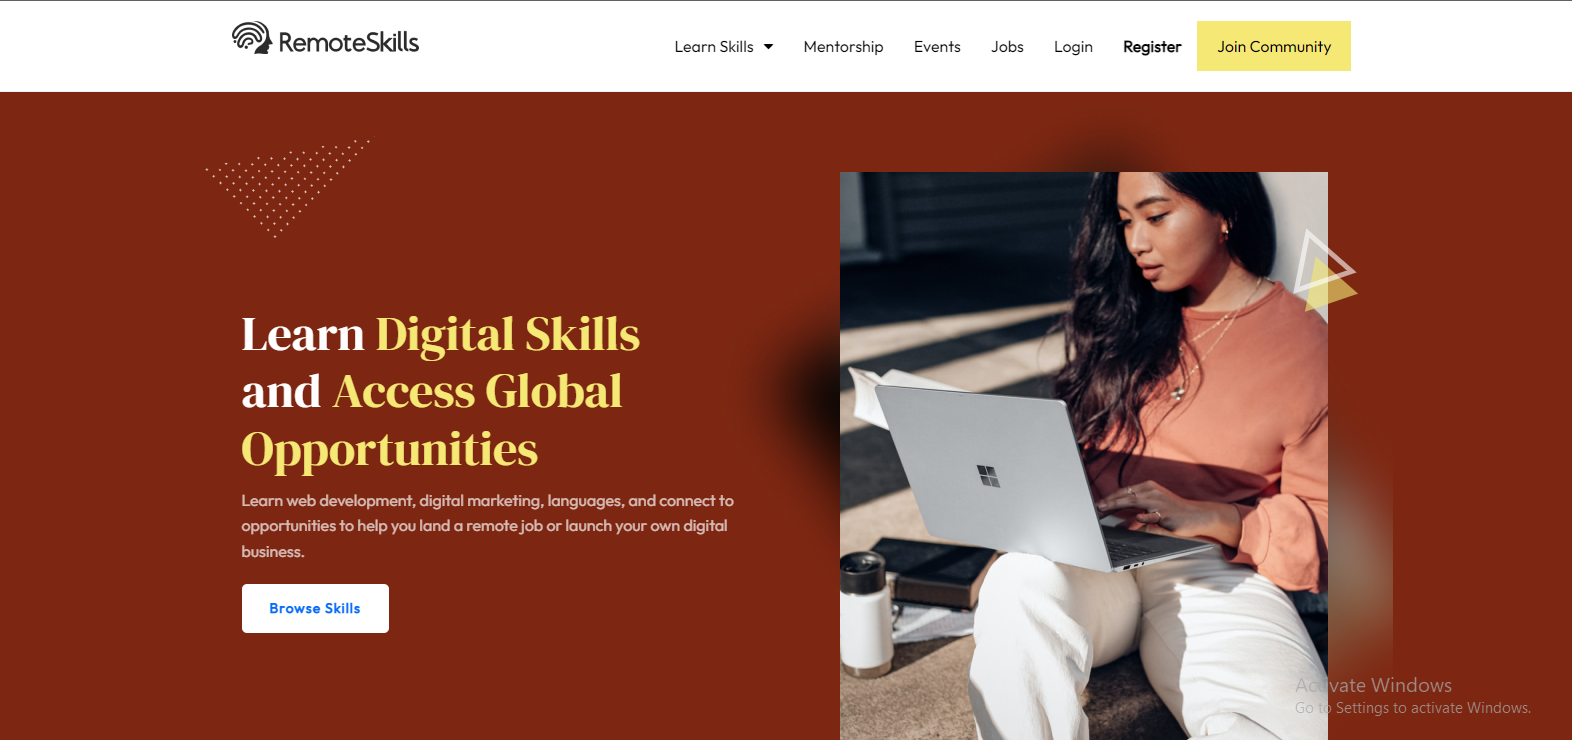 RemoteSkills
Learn Skills Mentorship Events Jobs Login Register Join Community
Learn Digital Skills
and Access Global
Opportunities
Learn web development, digital marketing, languages, and connect to
opportunities to help you land a remote job or launch your own digital
business.
Browse Skills
Activate Windows
Go to Settings to activate Windows.